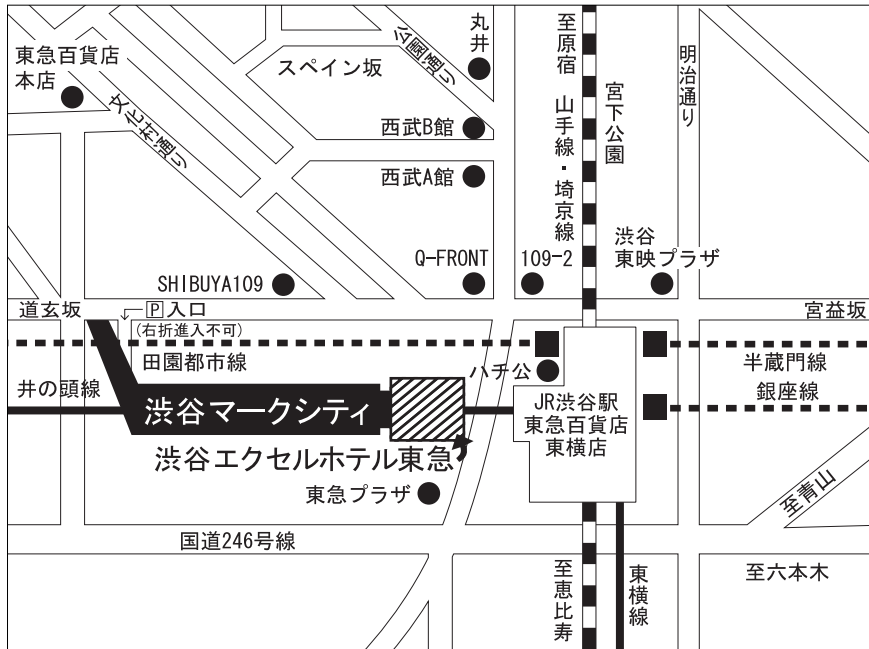 丸井
公園通り
至原宿
山手線・埼京線
宮下公園
明治通り
東急百貨店
本店
スペイン坂
文化村通り
西武B館
西武A館
渋谷
東映プラザ
Q-FRONT
109-2
SHIBUYA109
道玄坂
P入口
(右折進入不可)
宮益坂
田園都市線
ハチ公
半蔵門線
井の頭線
渋谷マークシティ
JR渋谷駅
東急百貨店
東横店
銀座線
渋谷エクセルホテル東急
東急プラザ
至青山
国道246号線
至恵比寿
東横線
至六本木